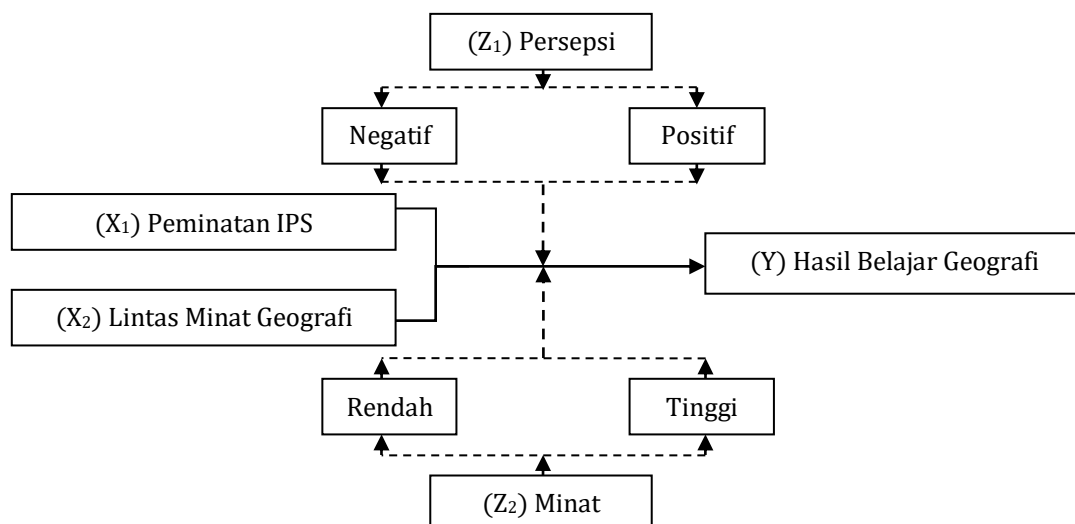 (Z₁) Persepsi
Negatif
Positif
(X₁) Peminatan IPS
(Y) Hasil Belajar Geografi
(X₂) Lintas Minat Geografi
Rendah
Tinggi
(Z₂) Minat